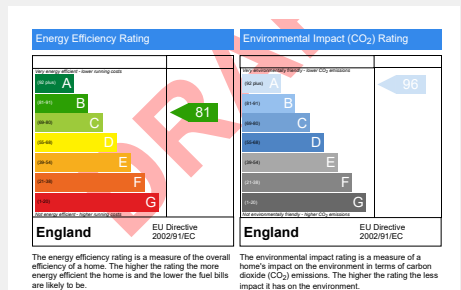 Energy Efficiency Rating
Very energy efficient - lower running costs
(92 plus) A
(81-91) B
(69-80) C
(55-68) D
(39-54) E
(21-38) F
(1-20) G
81
Not energy efficient - higher running costs
England
EU Directive
2002/91/EC
The energy efficiency rating is a measure of the overall
efficiency of a home. The higher the rating the more
energy efficient the home is and the lower the fuel bills
are likely to be.
Environmental Impact (CO₂) Rating
Very environmentally friendly - lower CO₂ emissions
(92 plus) A
(81-91) B
(69-80) C
(55-68) D
(39-54) E
(21-38) F
(1-20) G
96
Not environmentally friendly - higher CO₂ emissions
England
EU Directive
2002/91/EC
The environmental impact rating is a measure of a
home's impact on the environment in terms of carbon
dioxide (CO₂) emissions. The higher the rating the less
impact it has on the environment.